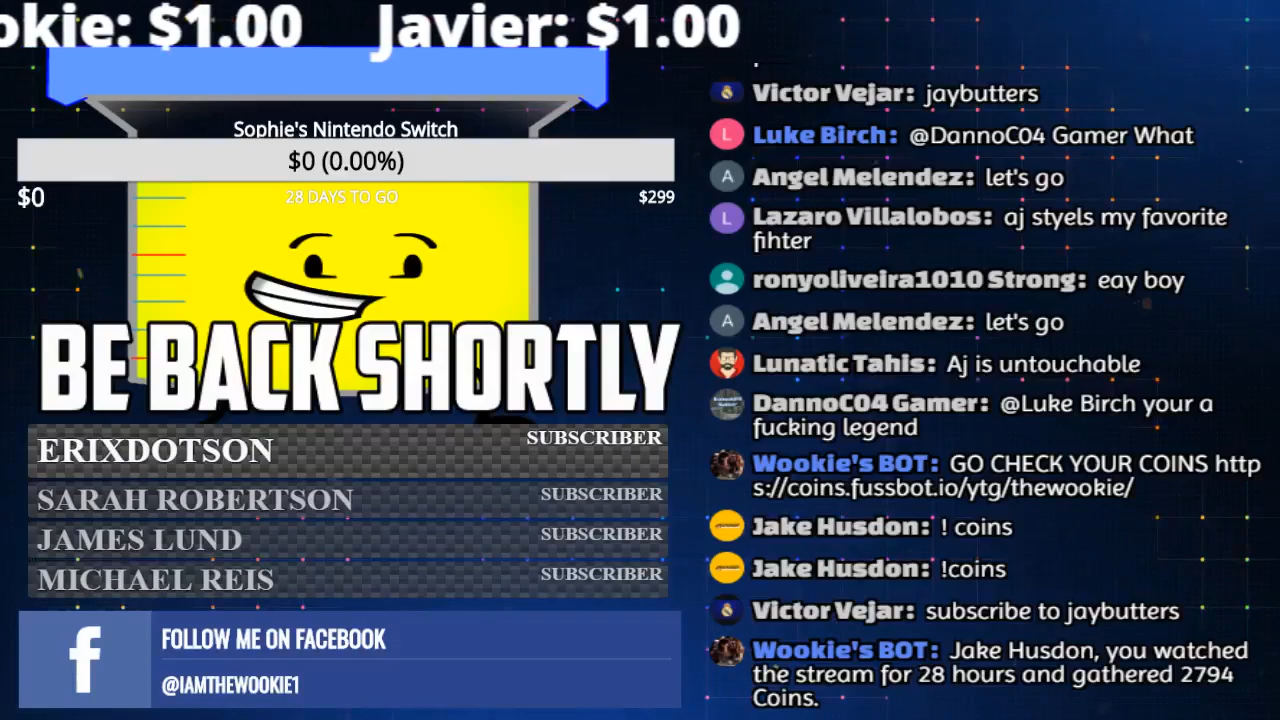 okie: $1.00 Javier: $1.00
Sophie's Nintendo Switch
$0 (0.00%)
$0 28 DAYS TO GO $299
BE BACK SHORTLY
ERIXDOTSON SUBSCRIBER
SARAH ROBERTSON SUBSCRIBER
JAMES LUND SUBSCRIBER
MICHAEL REIS SUBSCRIBER
f
FOLLOW ME ON FACEBOOK
@IAMTHEWOOKIE1
Victor Vejar: jaybutters
L Luke Birch: @DannoC04 Gamer What
A Angel Melendez: let's go
L Lazaro Villalobos: aj styels my favorite
fihter
ronyoliveira1010 Strong: eay boy
A Angel Melendez: let's go
Lunatic Tahis: Aj is untouchable
DannoC04 Gamer: @Luke Birch your a
fucking legend
Wookie's BOT: GO CHECK YOUR COINS http
s://coins.fussbot.io/ytg/thewookie/
Jake Husdon: ! coins
Jake Husdon: !coins
Victor Vejar: subscribe to jaybutters
Wookie's BOT: Jake Husdon, you watched
the stream for 28 hours and gathered 2794
Coins.